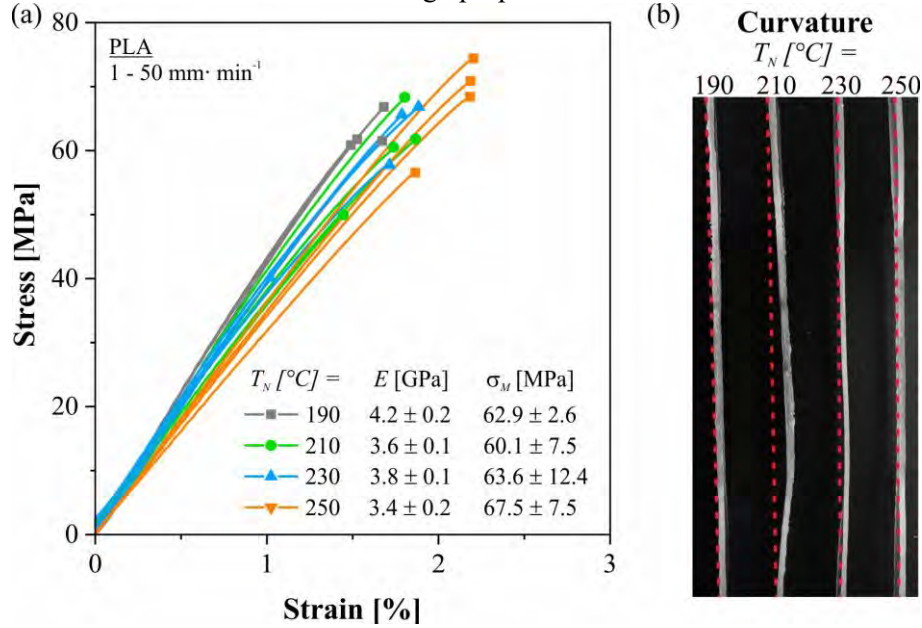 (a)
PLA
1 - 50 mm· min⁻¹
80
60
40
20
0
Stress [MPa]
0 1 2 3
Strain [%]
T_N [°C] = E [GPa] σ_M [MPa]
190 4.2 ± 0.2 62.9 ± 2.6
210 3.6 ± 0.1 60.1 ± 7.5
230 3.8 ± 0.1 63.6 ± 12.4
250 3.4 ± 0.2 67.5 ± 7.5
(b)
Curvature
T_N [°C] =
190 210 230 250